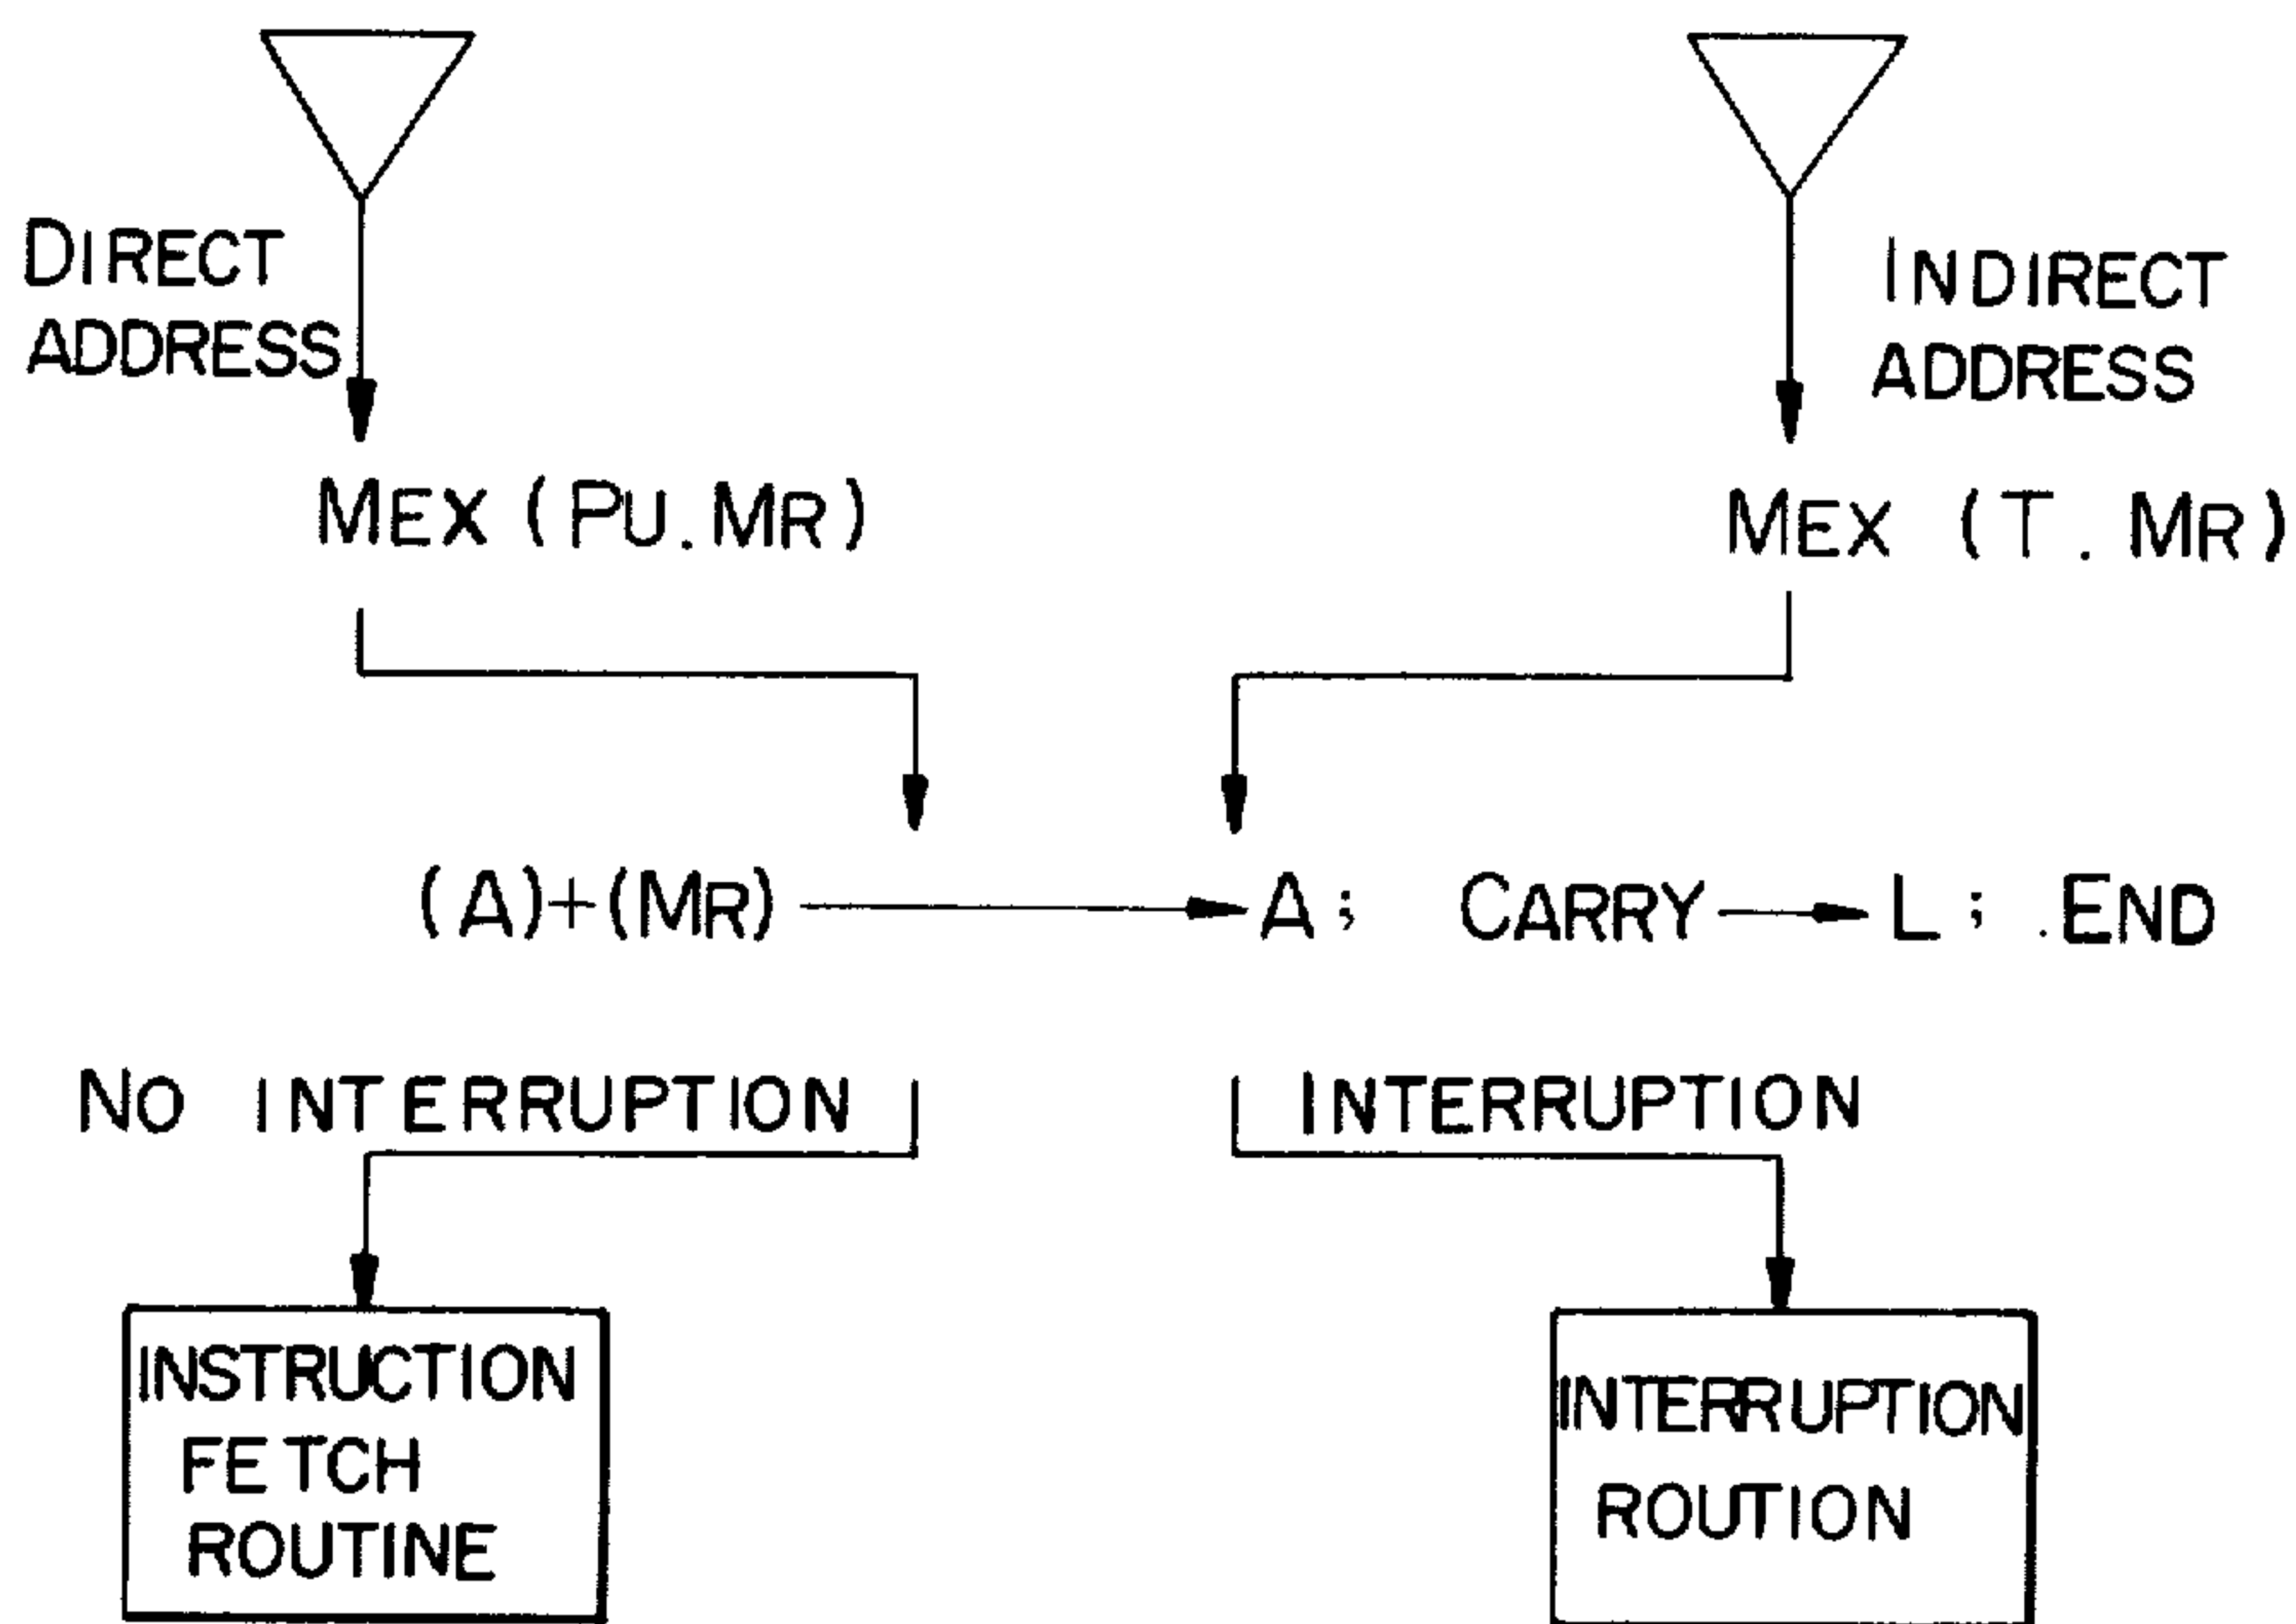 DIRECT
ADDRESS
INDIRECT
ADDRESS
MEX (PU.MR)
MEX (T. MR)
(A)+(MR) → A; CARRY → L; .END
NO INTERRUPTION
INTERRUPTION
INSTRUCTION
FETCH
ROUTINE
INTERRUPTION
ROUTION